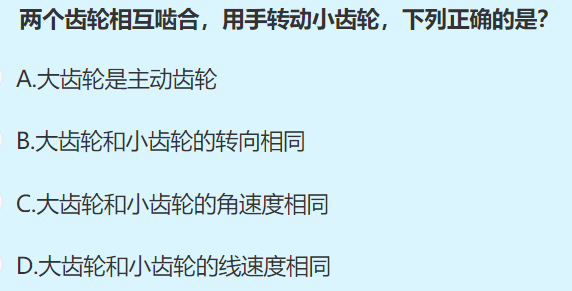 两个齿轮相互啮合，用手转动小齿轮，下列正确的是?
A.大齿轮是主动齿轮
B.大齿轮和小齿轮的转向相同
C.大齿轮和小齿轮的角速度相同
D.大齿轮和小齿轮的线速度相同